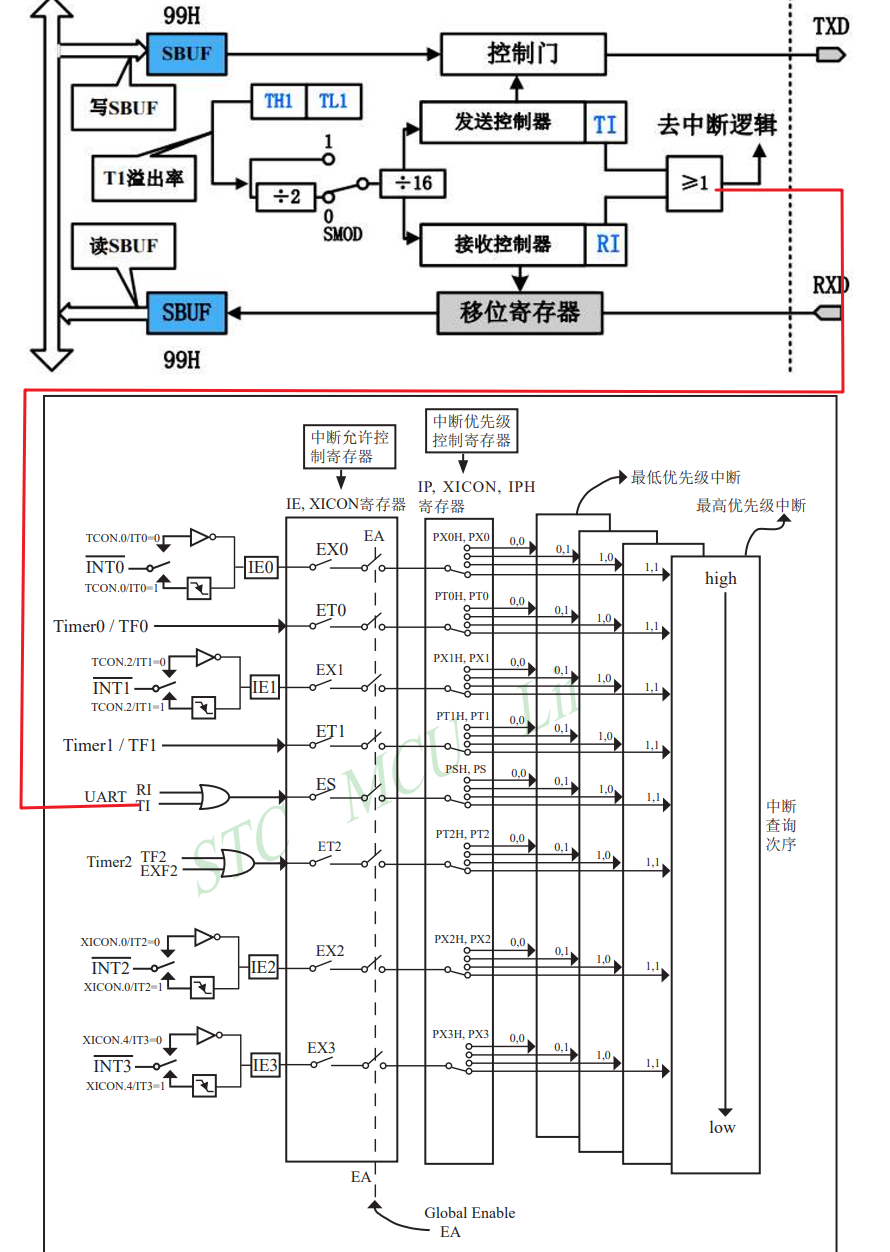 99H
TXD
SBUF
控制门
写SBUF
TH1 TL1
发送控制器 TI
去中断逻辑
T1溢出率
1
÷2
÷16
≥1
0
SMOD
读SBUF
接收控制器 RI
RXD
SBUF
移位寄存器
99H
中断允许控
制寄存器
中断优先级
控制寄存器
最低优先级中断
最高优先级中断
IE, XICON寄存器
IP, XICON, IPH
寄存器
EA
TCON.0/IT0=0
INT0
TCON.0/IT0=1
IE0
EX0
PX0H, PX0
0,0
0,1
1,0
1,1
high
Timer0 / TF0
ET0
PT0H, PT0
0,0
0,1
1,0
1,1
TCON.2/IT1=0
INT1
TCON.2/IT1=1
IE1
EX1
PX1H, PX1
0,0
0,1
1,0
1,1
Timer1 / TF1
ET1
PT1H, PT1
0,0
0,1
1,0
1,1
UART RI
TI
ES
PSH, PS
0,0
0,1
1,0
1,1
中断
查询
次序
Timer2 TF2
EXF2
ET2
PT2H, PT2
0,0
0,1
1,0
1,1
STC MCU
XICON.0/IT2=0
INT2
XICON.0/IT2=1
IE2
EX2
PX2H, PX2
0,0
0,1
1,0
1,1
XICON.4/IT3=0
INT3
XICON.4/IT3=1
IE3
EX3
PX3H, PX3
0,0
0,1
1,0
1,1
low
EA
Global Enable
EA